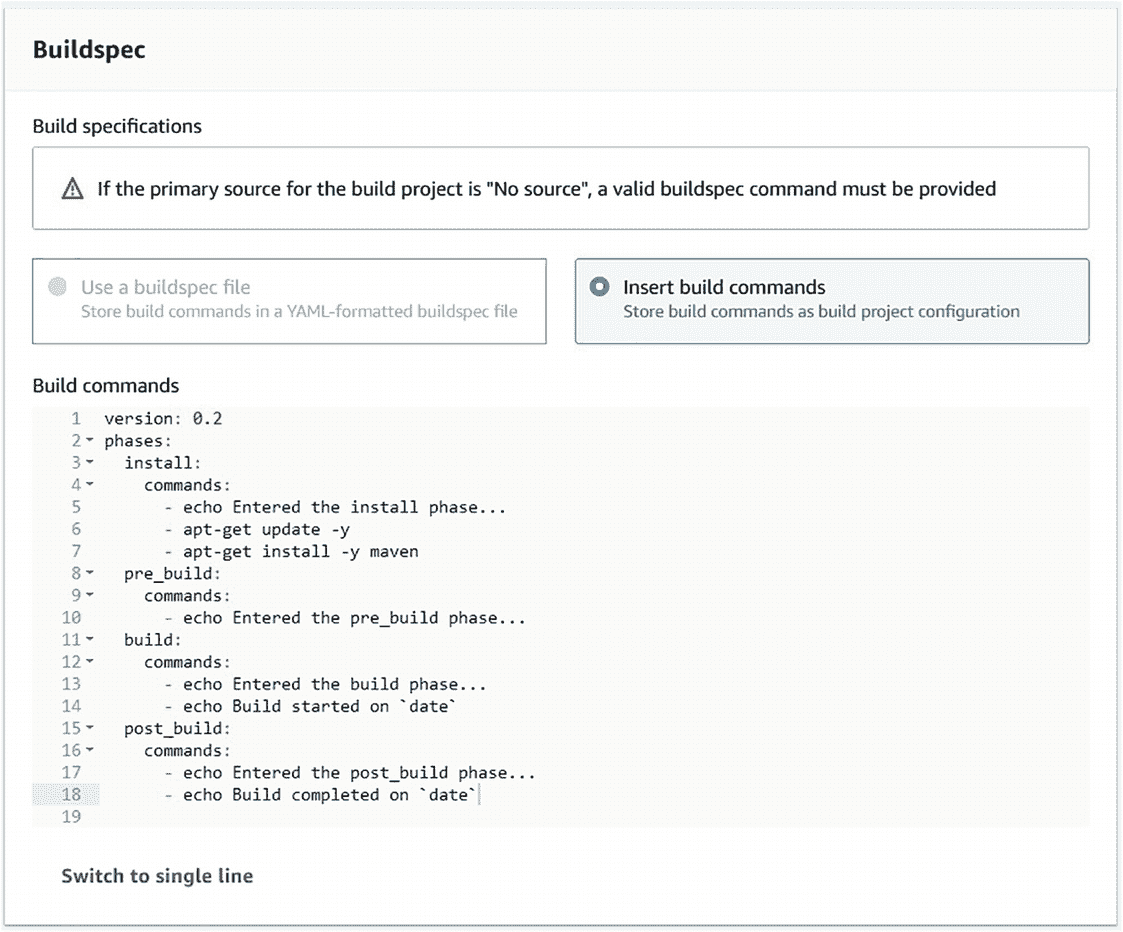 Buildspec
Build specifications
If the primary source for the build project is "No source", a valid buildspec command must be provided
Use a buildspec file
Store build commands in a YAML-formatted buildspec file
Insert build commands
Store build commands as build project configuration
Build commands
1 version: 0.2
2 phases:
3   install:
4     commands:
5       - echo Entered the install phase...
6       - apt-get update -y
7       - apt-get install -y maven
8   pre_build:
9     commands:
10       - echo Entered the pre_build phase...
11   build:
12     commands:
13       - echo Entered the build phase...
14       - echo Build started on `date`
15   post_build:
16     commands:
17       - echo Entered the post_build phase...
18       - echo Build completed on `date`
19
Switch to single line